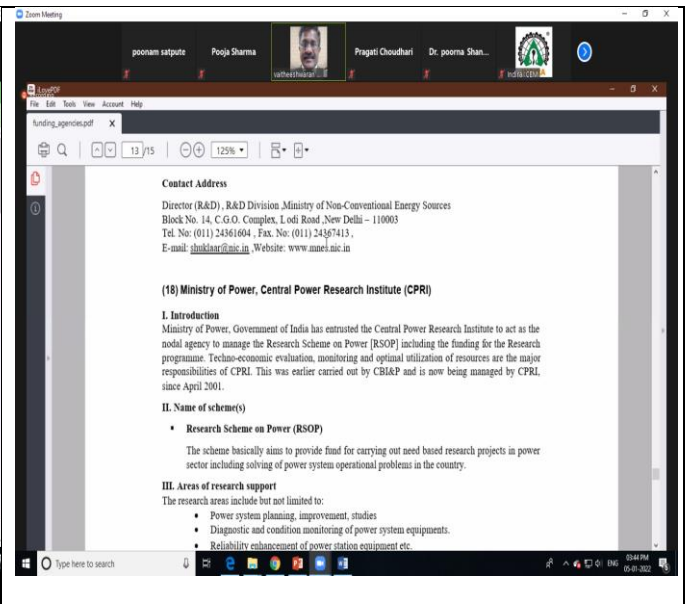 Zoom Meeting
poonam satpute
Pooja Sharma
vaitheeshwaran
Pragati Choudhari
Dr. poorna Shan...
Indira CEM
iLovePDF
File Edit Tools View Account Help
funding_agencies.pdf X
13 /15 125%
Contact Address
Director (R&D) , R&D Division ,Ministry of Non-Conventional Energy Sources
Block No. 14, C.G.O. Complex, Lodi Road ,New Delhi – 110003
Tel. No: (011) 24361604 , Fax. No: (011) 24367413 ,
E-mail: shuklaar@nic.in ,Website: www.mnes.nic.in
(18) Ministry of Power, Central Power Research Institute (CPRI)
I. Introduction
Ministry of Power, Government of India has entrusted the Central Power Research Institute to act as the
nodal agency to manage the Research Scheme on Power [RSOP] including the funding for the Research
programme. Techno-economic evaluation, monitoring and optimal utilization of resources are the major
responsibilities of CPRI. This was earlier carried out by CBI&P and is now being managed by CPRI,
since April 2001.
II. Name of scheme(s)
• Research Scheme on Power (RSOP)
The scheme basically aims to provide fund for carrying out need based research projects in power
sector including solving of power system operational problems in the country.
III. Areas of research support
The research areas include but not limited to:
• Power system planning, improvement, studies
• Diagnostic and condition monitoring of power system equipments.
• Reliability enhancement of power station equipment etc.
Type here to search
ENG
03:44 PM
05-01-2022